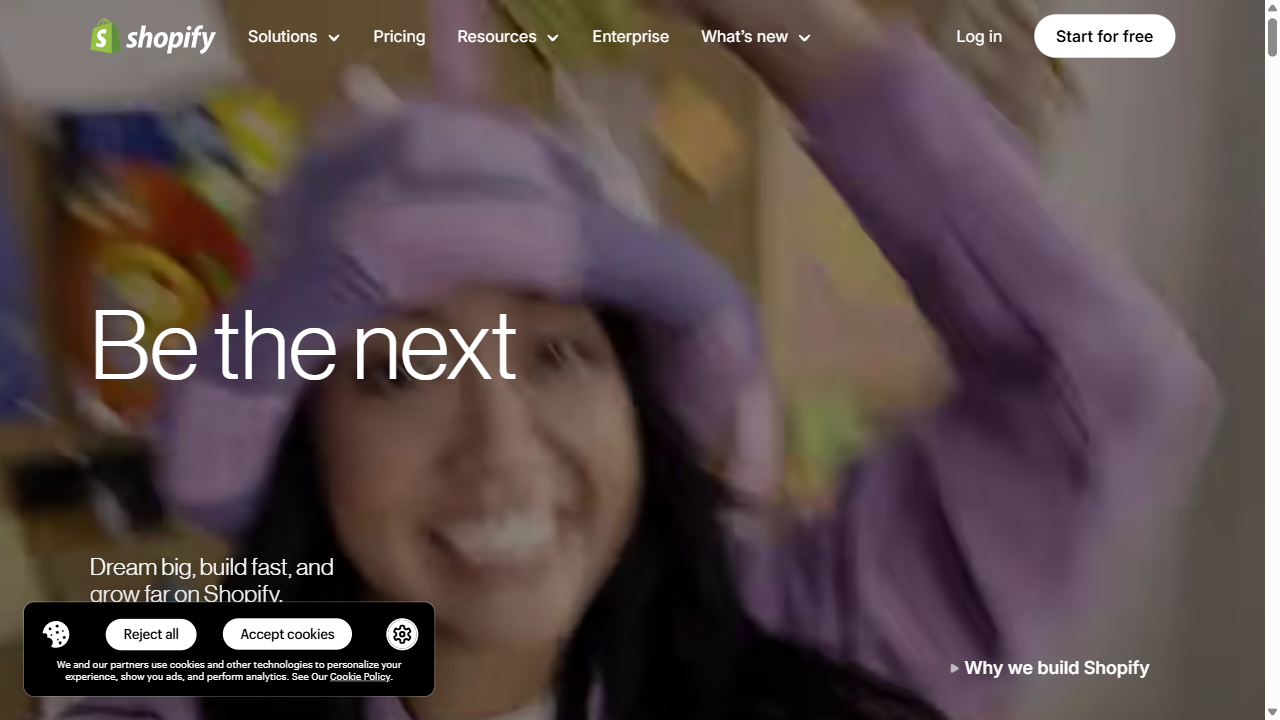 shopify
Solutions
Pricing
Resources
Enterprise
What's new
Log in
Start for free
Be the next
Dream big, build fast, and
grow far on Shopify.
Reject all
Accept cookies
We and our partners use cookies and other technologies to personalize your
experience, show you ads, and perform analytics. See Our Cookie Policy.
Why we build Shopify